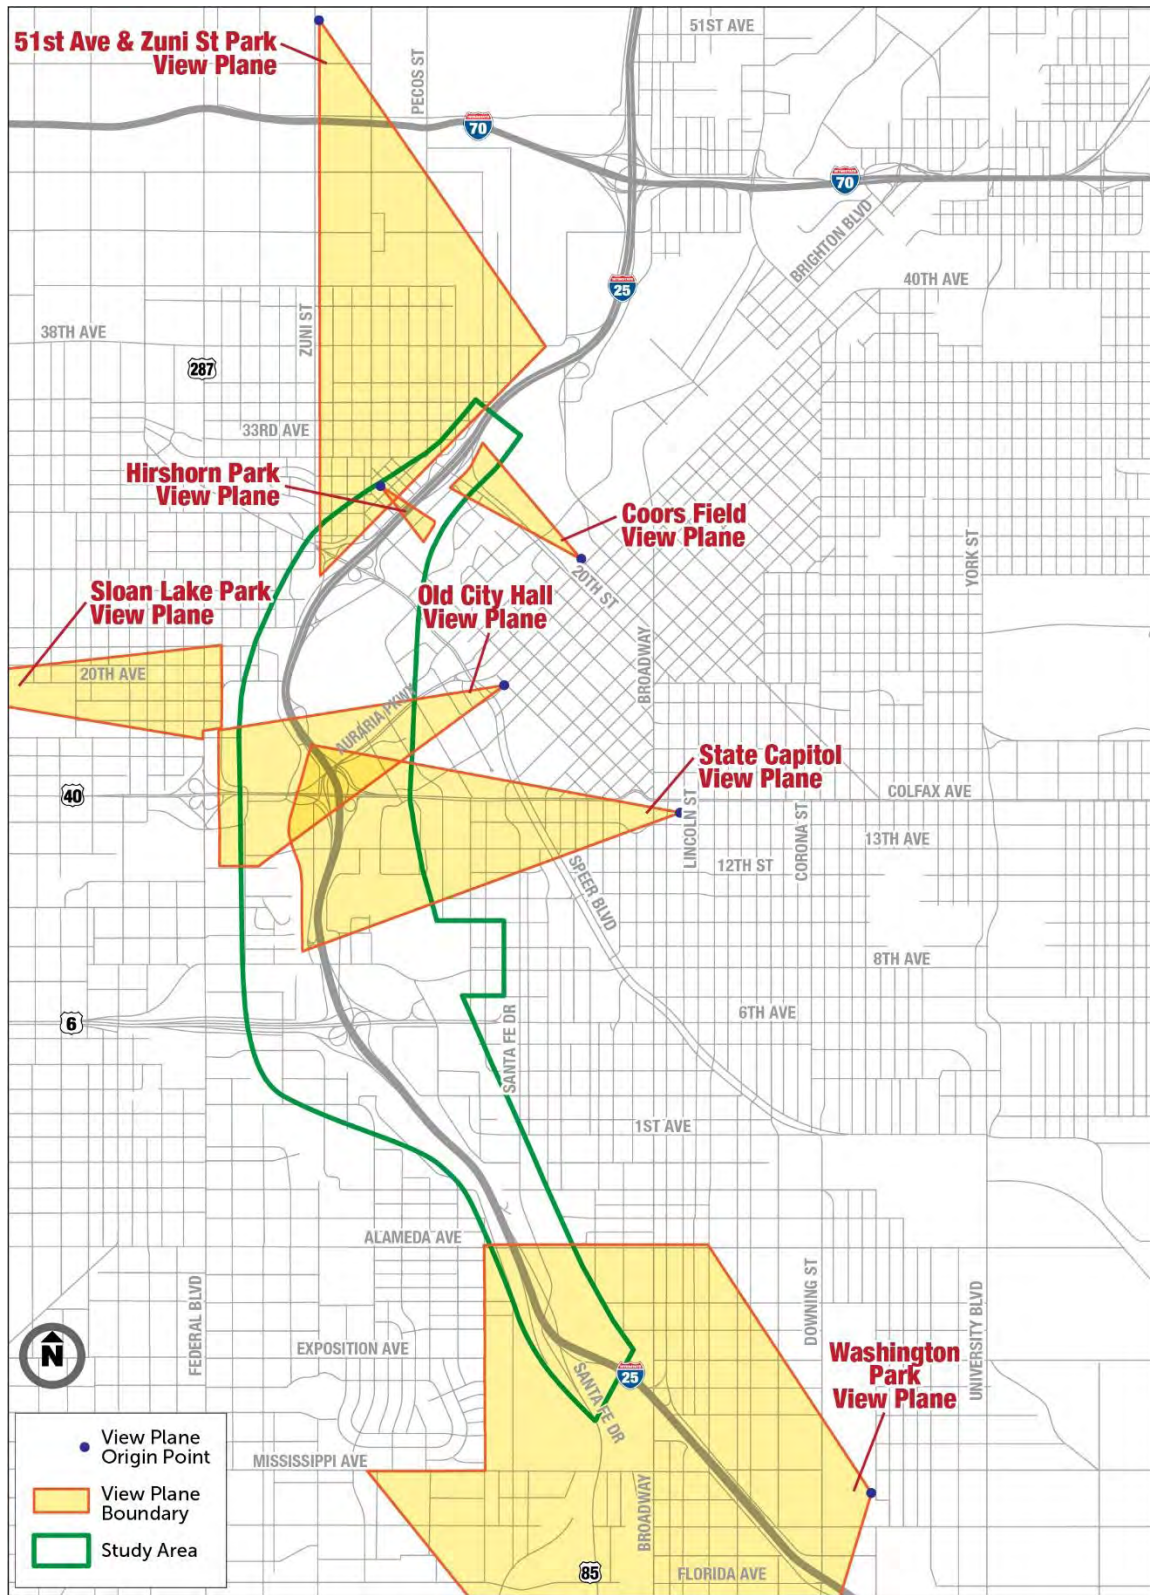 51ST AVE
51st Ave & Zuni St Park
View Plane
PECOS ST
70
70
BRIGHTON BLVD
25
40TH AVE
ZUNI ST
38TH AVE
287
33RD AVE
Hirshorn Park
View Plane
Coors Field
View Plane
YORK ST
20TH ST
Sloan Lake Park
View Plane
Old City Hall
View Plane
BROADWAY
20TH AVE
AURARIA PKWY
State Capitol
View Plane
40
COLFAX AVE
LINCOLN ST
CORONA ST
13TH AVE
12TH ST
SPEER BLVD
8TH AVE
6
6TH AVE
SANTA FE DR
1ST AVE
ALAMEDA AVE
FEDERAL BLVD
DOWNING ST
UNIVERSITY BLVD
N
EXPOSITION AVE
Washington
Park
View Plane
25
SANTA FE DR
MISSISSIPPI AVE
BROADWAY
85
FLORIDA AVE
View Plane
Origin Point
View Plane
Boundary
Study Area